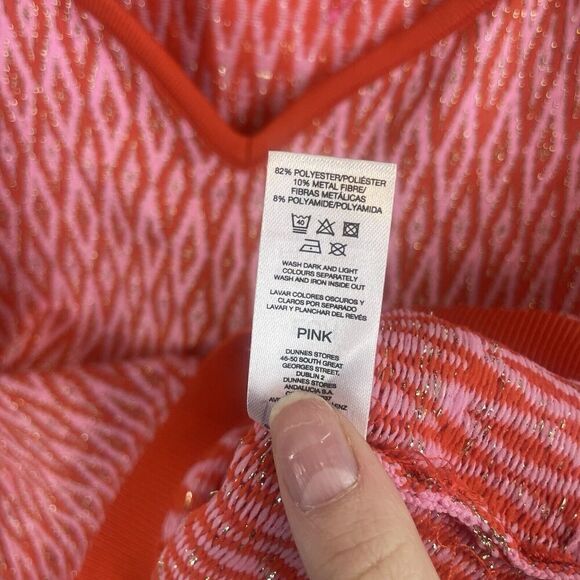 82% POLYESTER/POLIÉSTER
10% METAL FIBRE/
FIBRAS METÁLICAS
8% POLYAMIDE/POLYAMIDA
40
WASH DARK AND LIGHT
COLOURS SEPARATELY
WASH AND IRON INSIDE OUT
LAVAR COLORES OSCUROS Y
CLAROS POR SEPARADO
LAVAR Y PLANCHAR DEL REVÉS
PINK
DUNNES STORES
46-50 SOUTH GREAT
GEORGES STREET,
DUBLIN 2
DUNNES STORES
ANDALUCIA S.A.